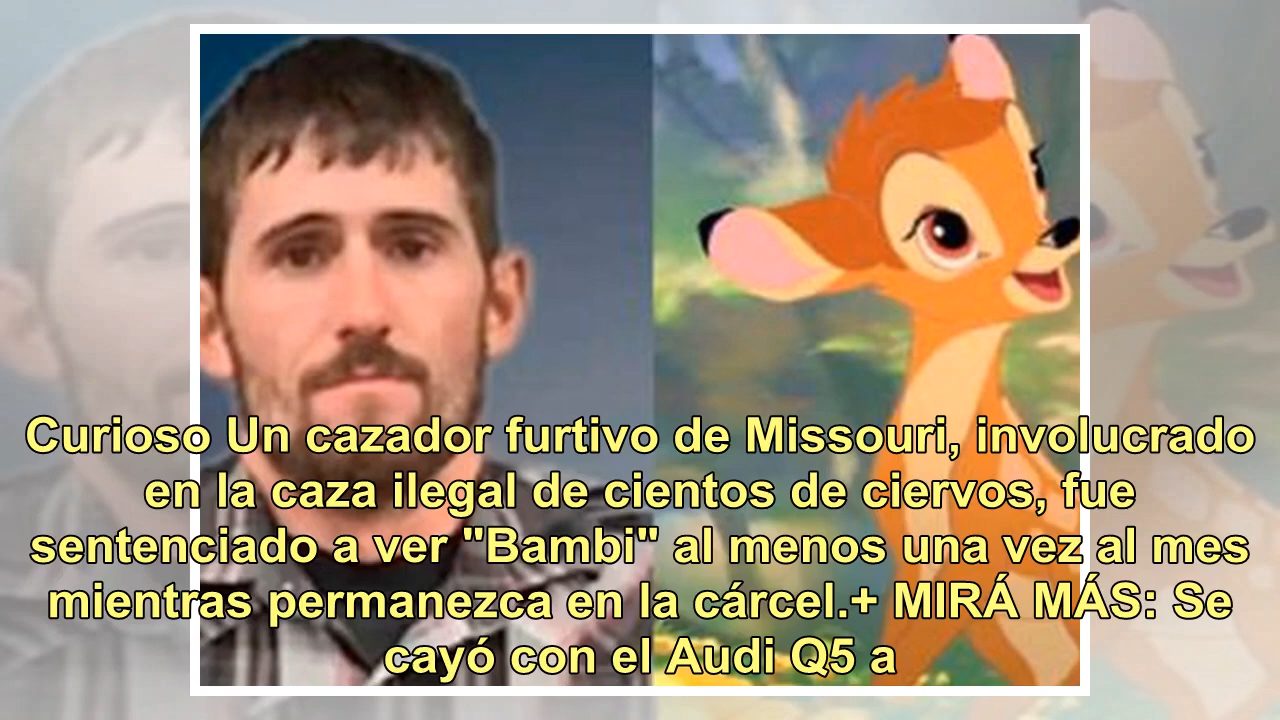 Curioso Un cazador furtivo de Missouri, involucrado
en la caza ilegal de cientos de ciervos, fue
sentenciado a ver "Bambi" al menos una vez al mes
mientras permanezca en la cárcel.+ MIRÁ MÁS: Se
cayó con el Audi Q5 a